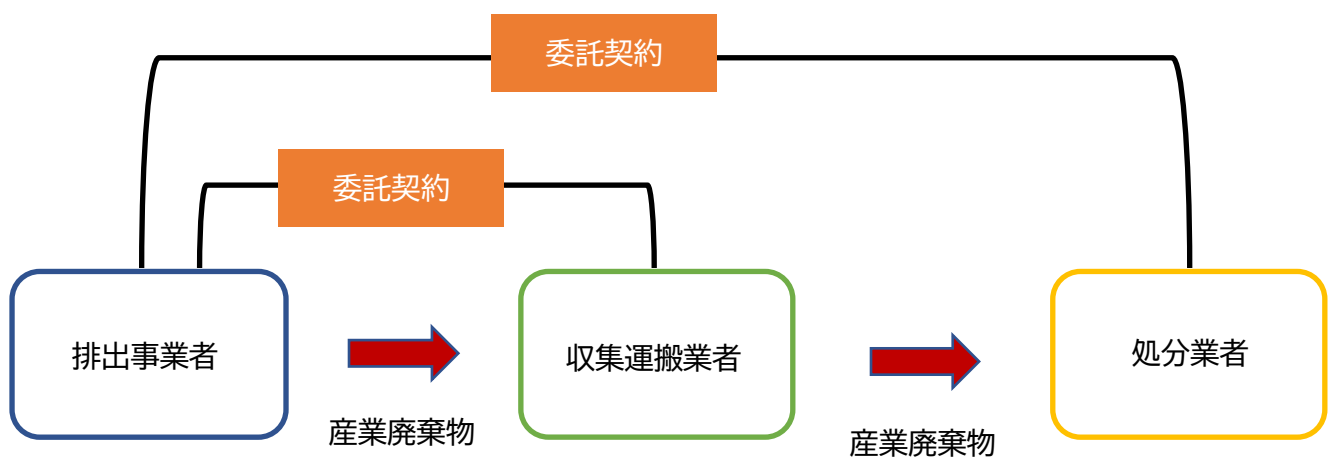 委託契約
委託契約
排出事業者
収集運搬業者
処分業者
産業廃棄物
産業廃棄物